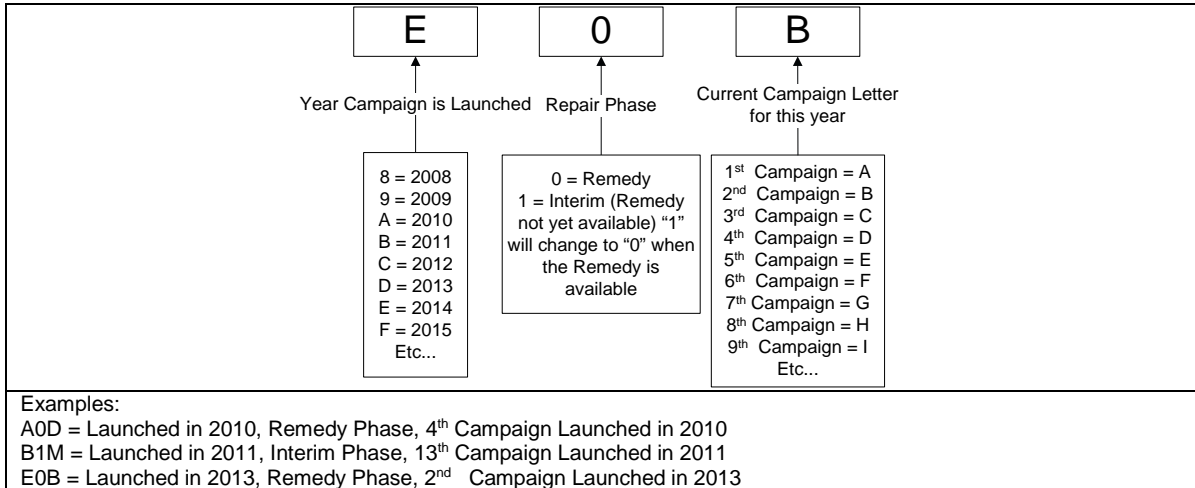 E
0
B
Year Campaign is Launched
Repair Phase
Current Campaign Letter
for this year
8 = 2008
9 = 2009
A = 2010
B = 2011
C = 2012
D = 2013
E = 2014
F = 2015
Etc...
0 = Remedy
1 = Interim (Remedy
not yet available) “1”
will change to “0” when
the Remedy is
available
1st Campaign = A
2nd Campaign = B
3rd Campaign = C
4th Campaign = D
5th Campaign = E
6th Campaign = F
7th Campaign = G
8th Campaign = H
9th Campaign = I
Etc...
Examples:
A0D = Launched in 2010, Remedy Phase, 4th Campaign Launched in 2010
B1M = Launched in 2011, Interim Phase, 13th Campaign Launched in 2011
E0B = Launched in 2013, Remedy Phase, 2nd Campaign Launched in 2013